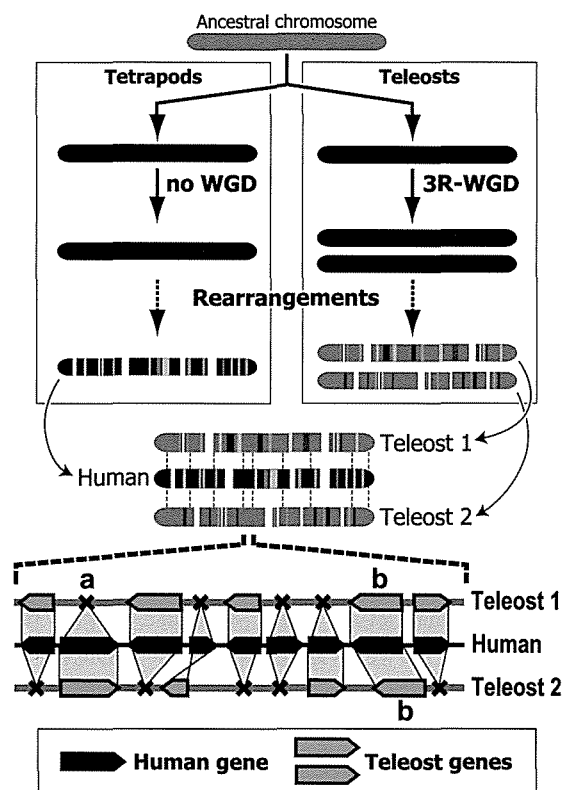 Ancestral chromosome
Tetrapods
Teleosts
no WGD
3R-WGD
Rearrangements
Teleost 1
Human
Teleost 2
a
b
Teleost 1
Human
Teleost 2
b
Human gene
Teleost genes